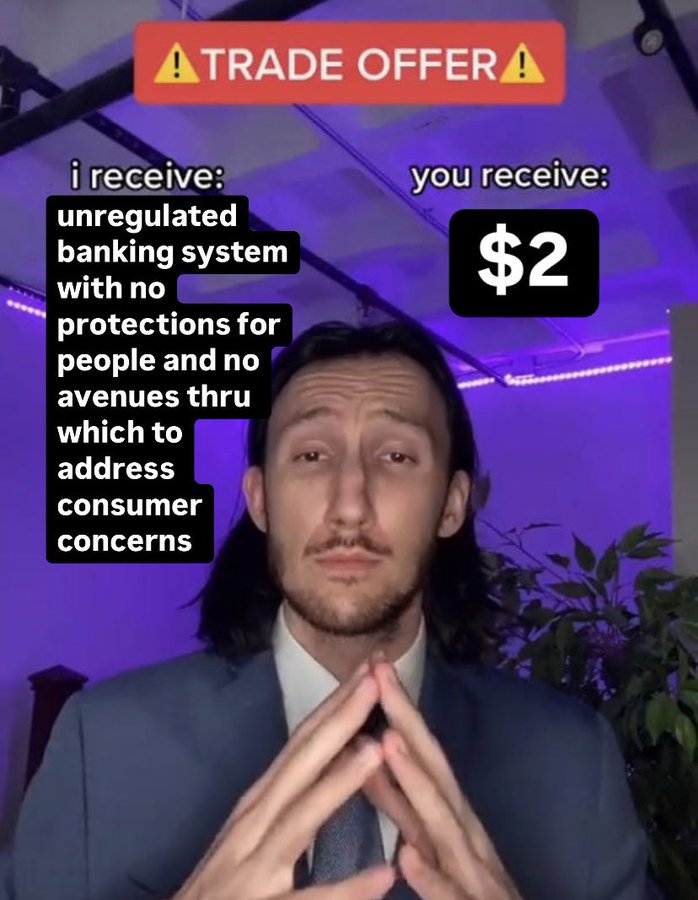 ⚠️TRADE OFFER⚠️
i receive:
unregulated
banking system
with no
protections for
people and no
avenues thru
which to
address
consumer
concerns
you receive:
$2